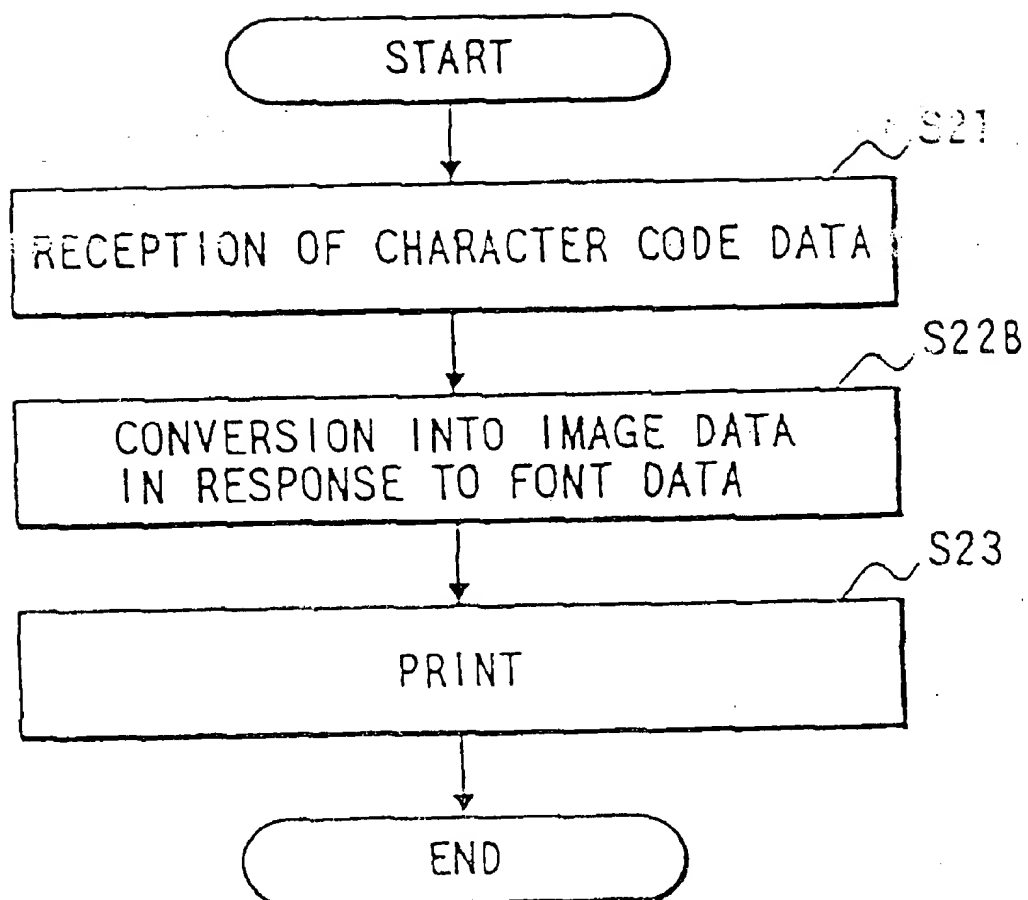 START
S21
RECEPTION OF CHARACTER CODE DATA
S22B
CONVERSION INTO IMAGE DATA
IN RESPONSE TO FONT DATA
S23
PRINT
END